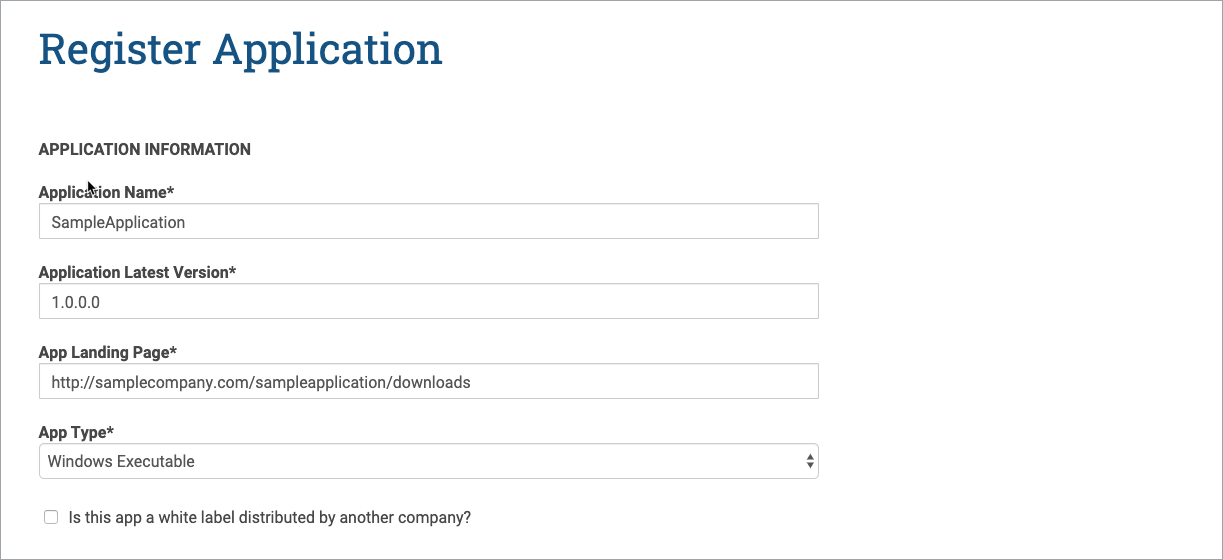 Register Application
APPLICATION INFORMATION
Application Name*
SampleApplication
Application Latest Version*
1.0.0.0
App Landing Page*
http://samplecompany.com/sampleapplication/downloads
App Type*
Windows Executable
Is this app a white label distributed by another company?